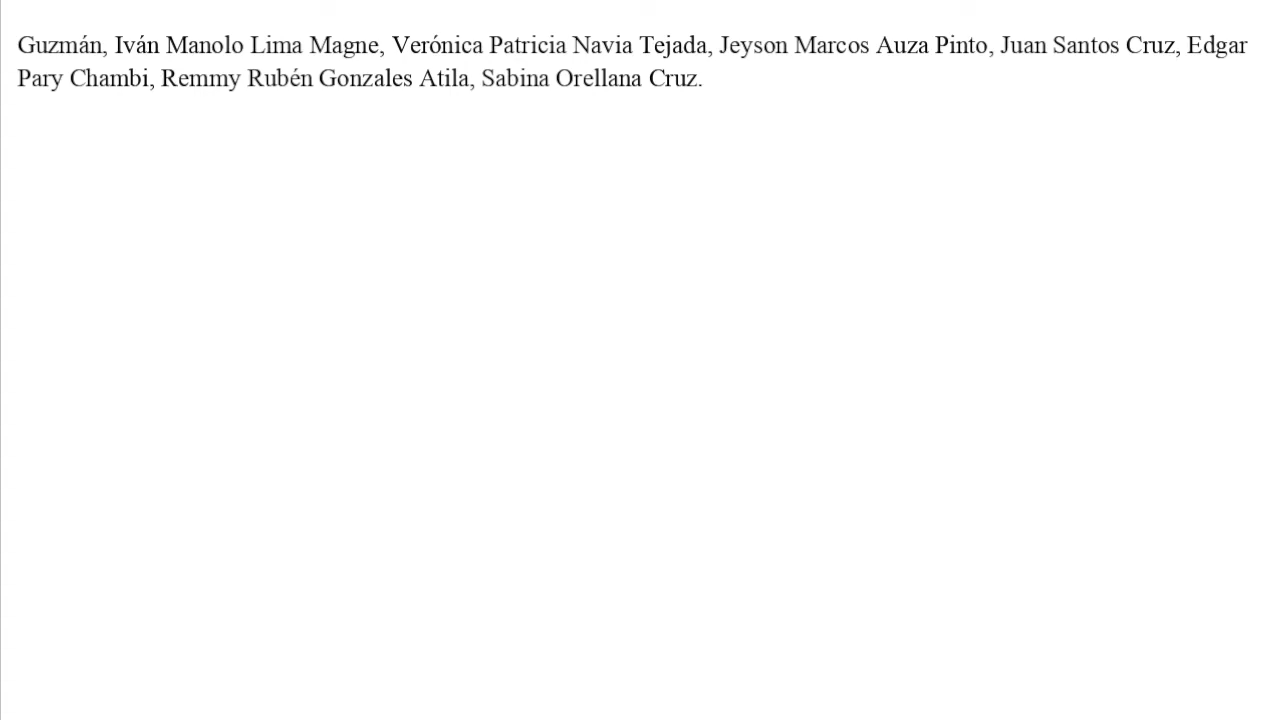 Guzmán, Iván Manolo Lima Magne, Verónica Patricia Navia Tejada, Jeyson Marcos Auza Pinto, Juan Santos Cruz, Edgar
Pary Chambi, Remmy Rubén Gonzales Atila, Sabina Orellana Cruz.